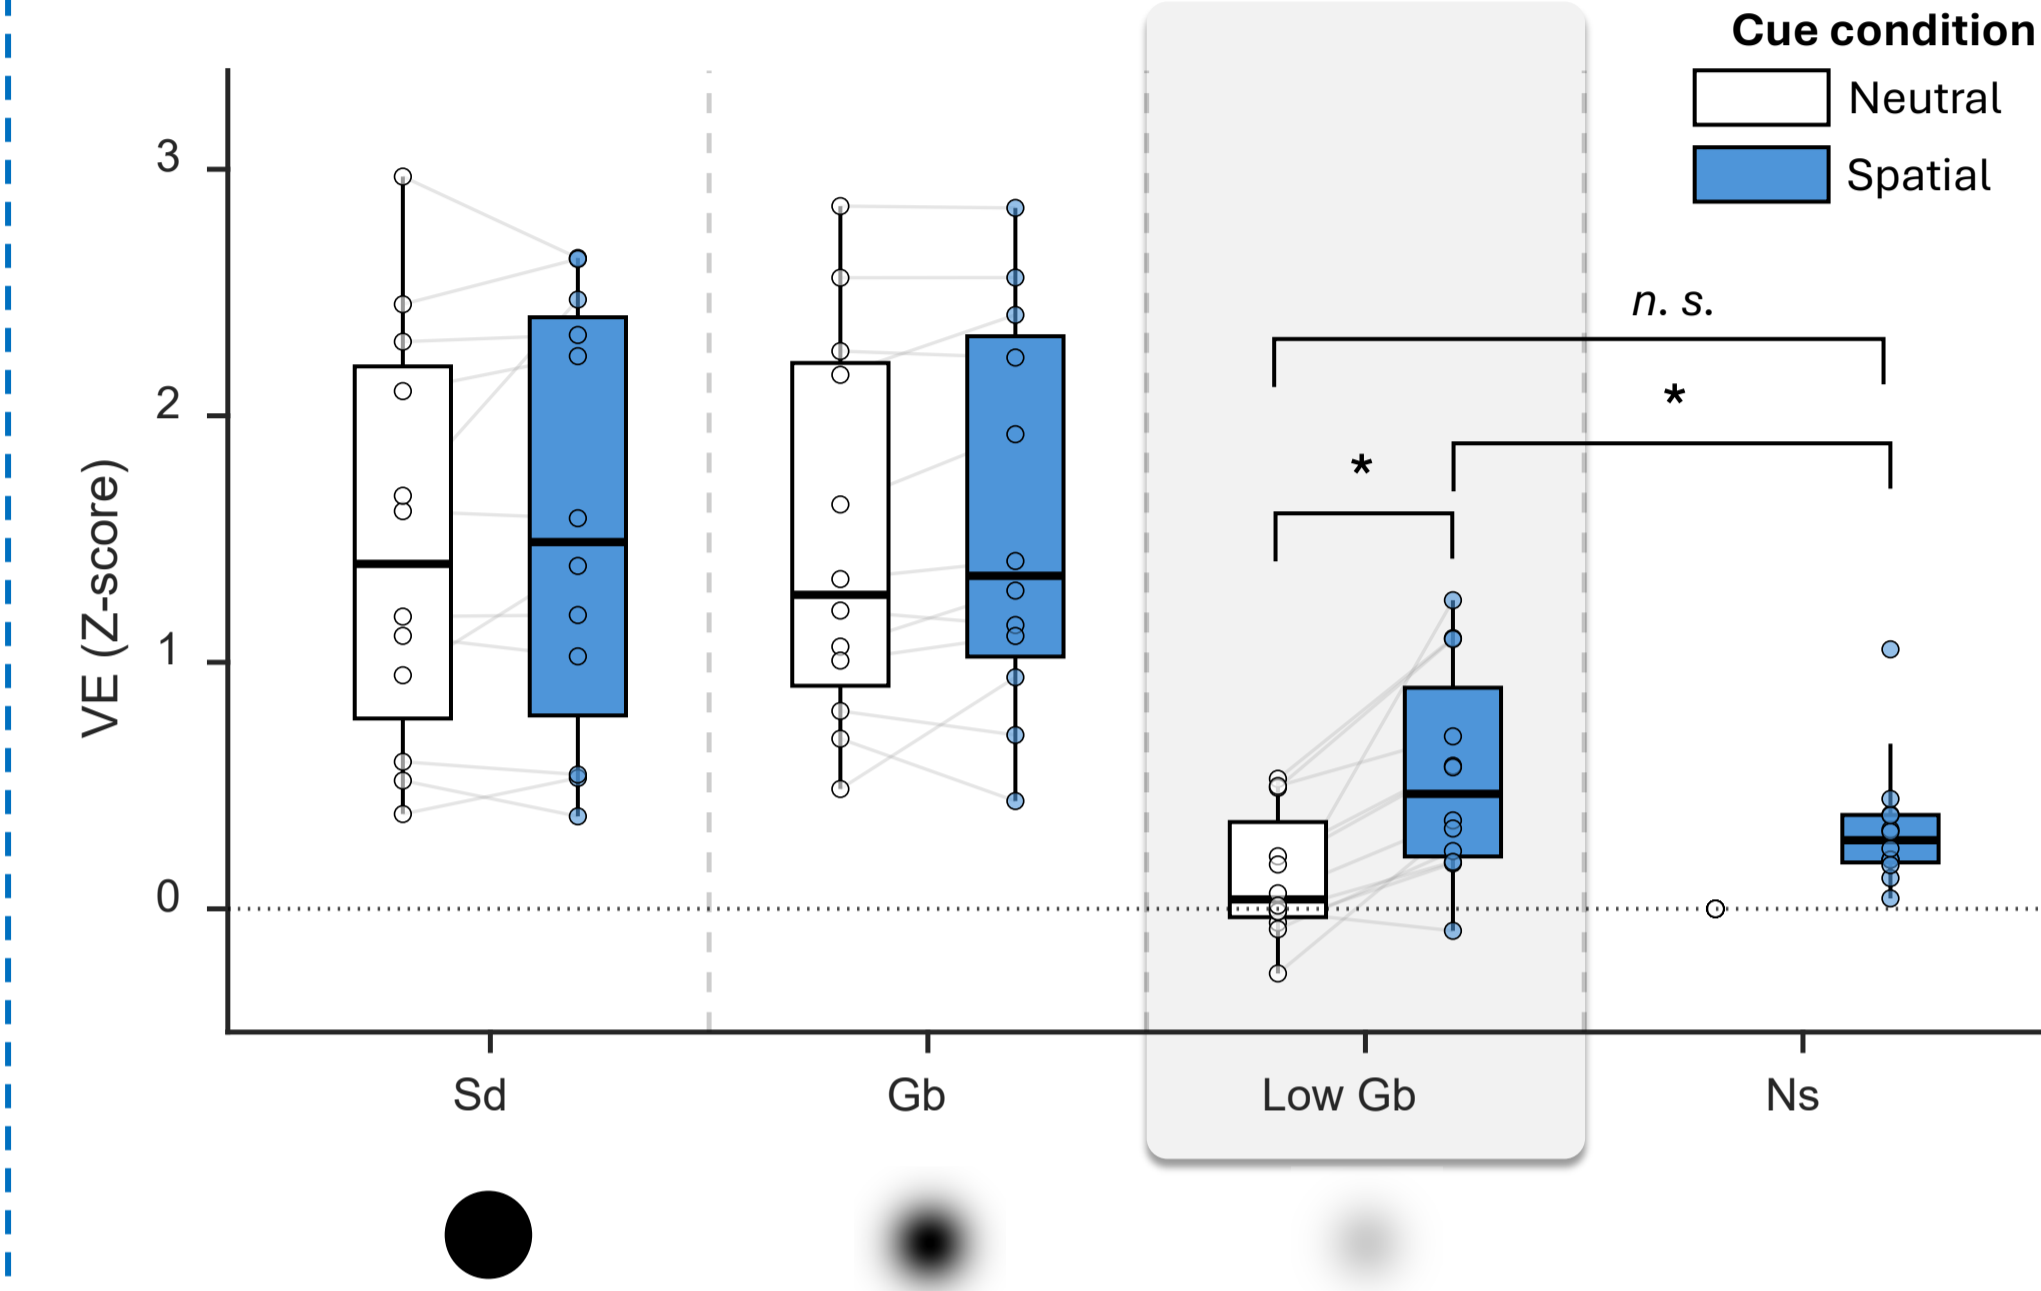 Cue condition
Neutral
Spatial
VE (Z-score)
3
2
1
0
n. s.
*
*
Sd
Gb
Low Gb
Ns